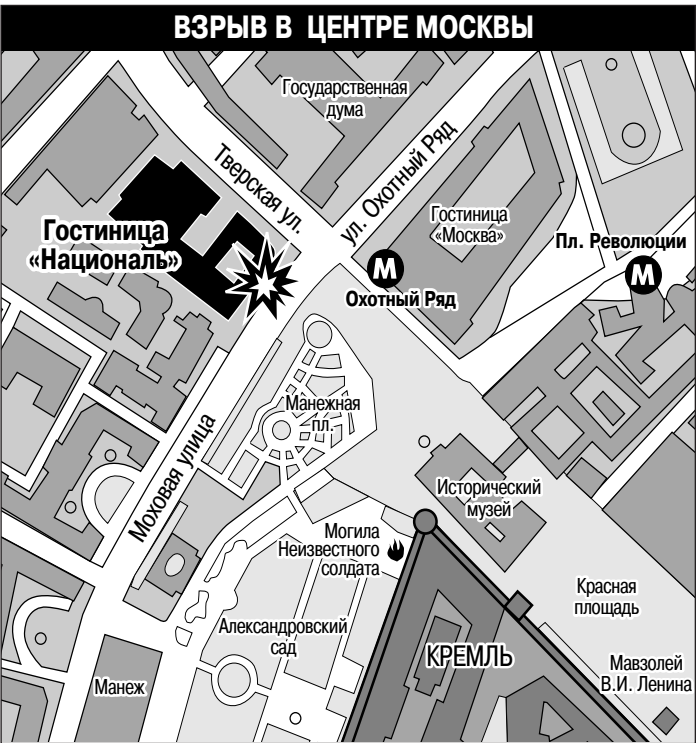 ВЗРЫВ В ЦЕНТРЕ МОСКВЫ
Государственная
дума
Тверская ул.
ул. Охотный Ряд
Гостиница
«Москва»
Гостиница
«Националь»
Пл. Революции
М
М
Охотный Ряд
Манежная
пл.
Моховая улица
Исторический
музей
Могила
Неизвестного
солдата
Красная
площадь
Александровский
сад
КРЕМЛЬ
Мавзолей
В.И. Ленина
Манеж